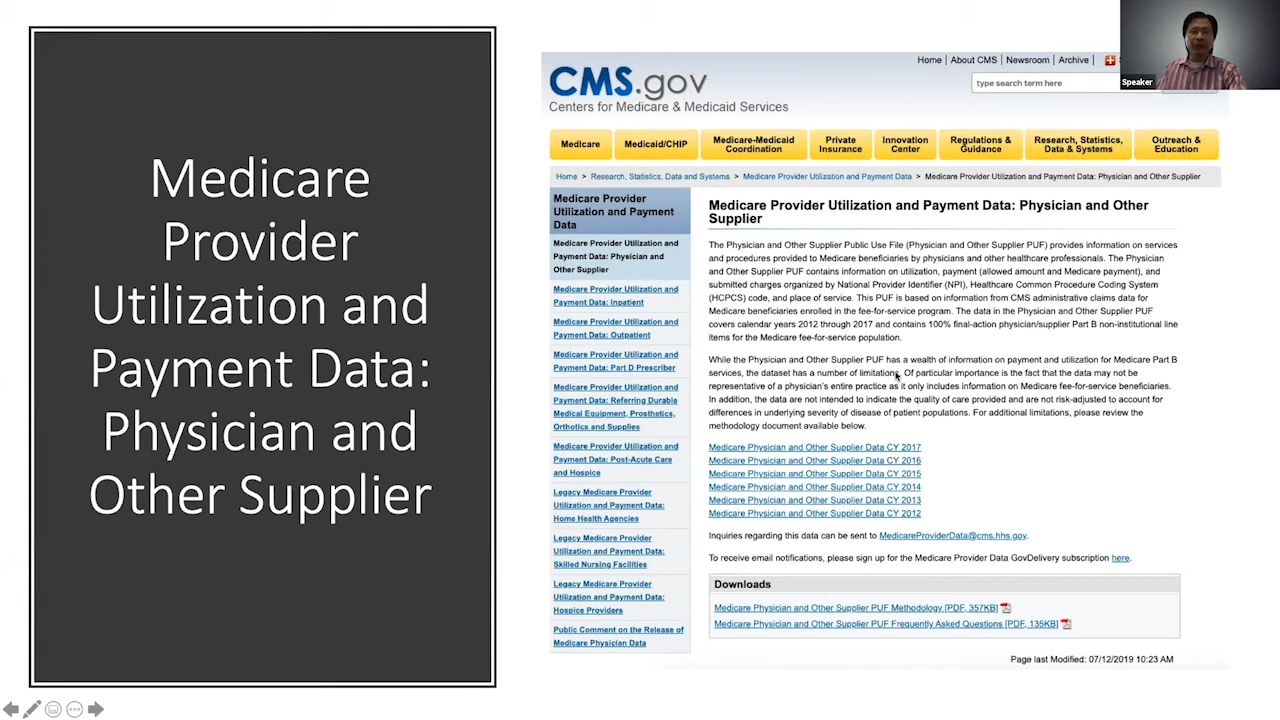 Medicare
Provider
Utilization and
Payment Data:
Physician and
Other Supplier
Home | About CMS | Newsroom | Archive |
CMS.gov
Centers for Medicare & Medicaid Services
type search term here
Speaker
Medicare
Medicaid/CHIP
Medicare-Medicaid
Coordination
Private
Insurance
Innovation
Center
Regulations &
Guidance
Research, Statistics,
Data & Systems
Outreach &
Education
Home > Research, Statistics, Data and Systems > Medicare Provider Utilization and Payment Data > Medicare Provider Utilization and Payment Data: Physician and Other Supplier
Medicare Provider
Utilization and Payment
Data
Medicare Provider Utilization and
Payment Data: Physician and
Other Supplier
Medicare Provider Utilization and
Payment Data: Inpatient
Medicare Provider Utilization and
Payment Data: Outpatient
Medicare Provider Utilization and
Payment Data: Part D Prescriber
Medicare Provider Utilization and
Payment Data: Referring Durable
Medical Equipment, Prosthetics,
Orthotics and Supplies
Medicare Provider Utilization and
Payment Data: Post-Acute Care
and Hospice
Legacy Medicare Provider
Utilization and Payment Data:
Home Health Agencies
Legacy Medicare Provider
Utilization and Payment Data:
Skilled Nursing Facilities
Legacy Medicare Provider
Utilization and Payment Data:
Hospice Providers
Public Comment on the Release of
Medicare Physician Data
Medicare Provider Utilization and Payment Data: Physician and Other
Supplier
The Physician and Other Supplier Public Use File (Physician and Other Supplier PUF) provides information on services
and procedures provided to Medicare beneficiaries by physicians and other healthcare professionals. The Physician
and Other Supplier PUF contains information on utilization, payment (allowed amount and Medicare payment), and
submitted charges organized by National Provider Identifier (NPI), Healthcare Common Procedure Coding System
(HCPCS) code, and place of service. This PUF is based on information from CMS administrative claims data for
Medicare beneficiaries enrolled in the fee-for-service program. The data in the Physician and Other Supplier PUF
covers calendar years 2012 through 2017 and contains 100% final-action physician/supplier Part B non-institutional line
items for the Medicare fee-for-service population.
While the Physician and Other Supplier PUF has a wealth of information on payment and utilization for Medicare Part B
services, the dataset has a number of limitations. Of particular importance is the fact that the data may not be
representative of a physician's entire practice as it only includes information on Medicare fee-for-service beneficiaries.
In addition, the data are not intended to indicate the quality of care provided and are not risk-adjusted to account for
differences in underlying severity of disease of patient populations. For additional limitations, please review the
methodology document available below.
Medicare Physician and Other Supplier Data CY 2017
Medicare Physician and Other Supplier Data CY 2016
Medicare Physician and Other Supplier Data CY 2015
Medicare Physician and Other Supplier Data CY 2014
Medicare Physician and Other Supplier Data CY 2013
Medicare Physician and Other Supplier Data CY 2012
Inquiries regarding this data can be sent to MedicareProviderData@cms.hhs.gov.
To receive email notifications, please sign up for the Medicare Provider Data GovDelivery subscription here.
Downloads
Medicare Physician and Other Supplier PUF Methodology [PDF, 357KB]
Medicare Physician and Other Supplier PUF Frequently Asked Questions [PDF, 135KB]
Page last Modified: 07/12/2019 10:23 AM